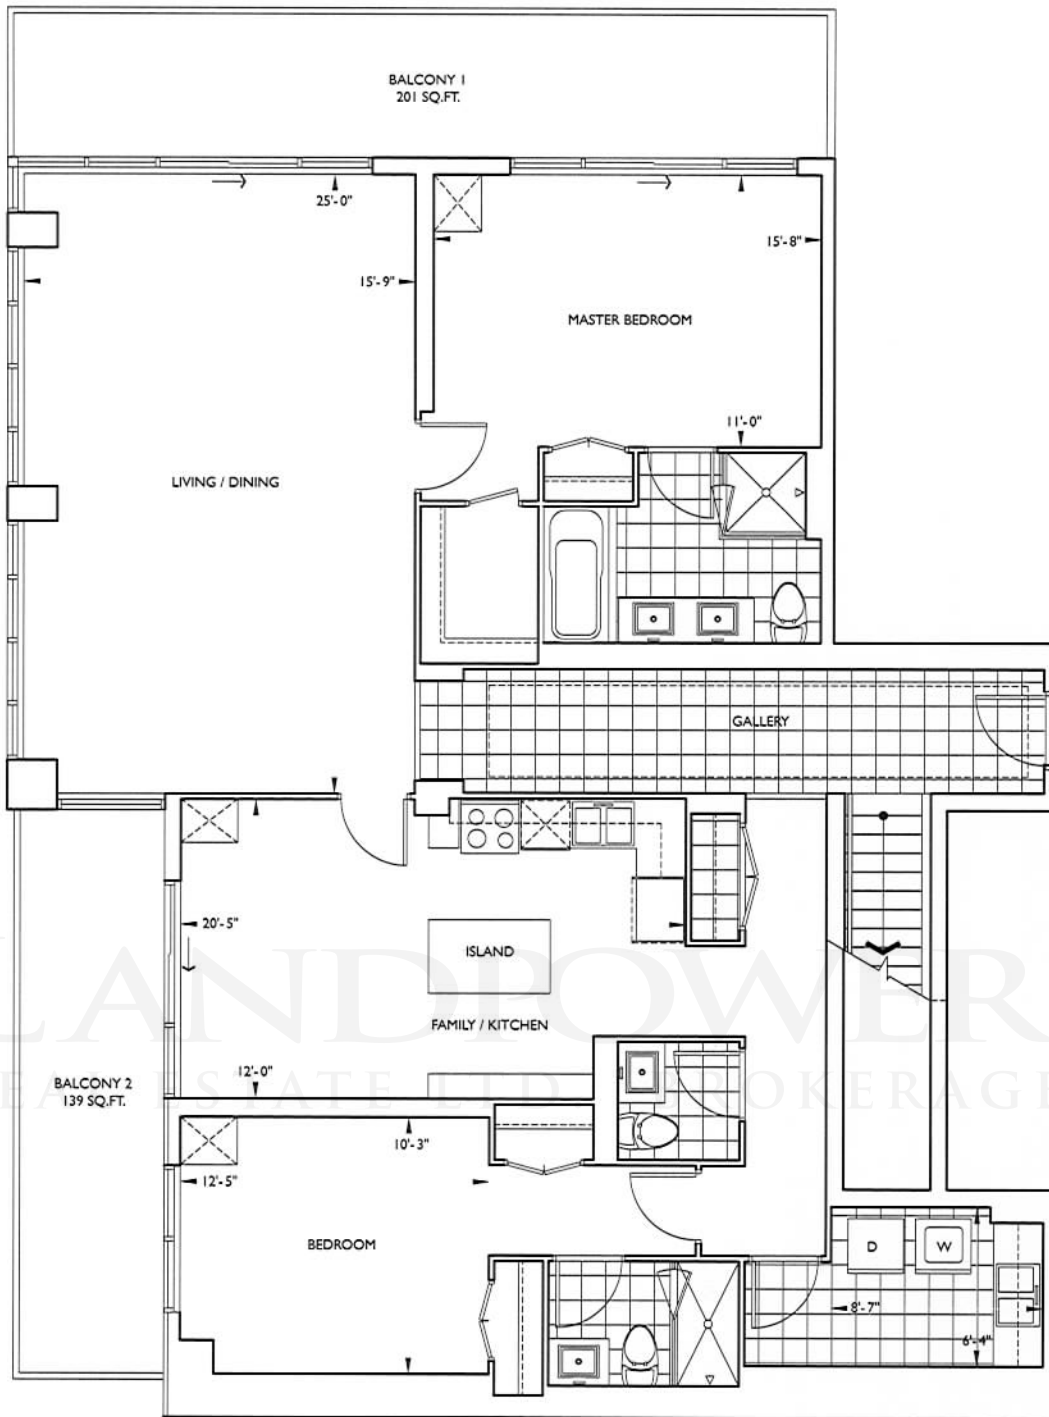 BALCONY 1
201 SQ.FT.
25'-0"
15'-8"
15'-9"
MASTER BEDROOM
11'-0"
LIVING / DINING
GALLERY
20'-5"
ISLAND
LANDPOWER
FAMILY / KITCHEN
12'-0"
BALCONY 2
139 SQ.FT.
REAL ESTATE LTD BROKERAGE
10'-3"
12'-5"
BEDROOM
D
W
8'-7"
6'-4"